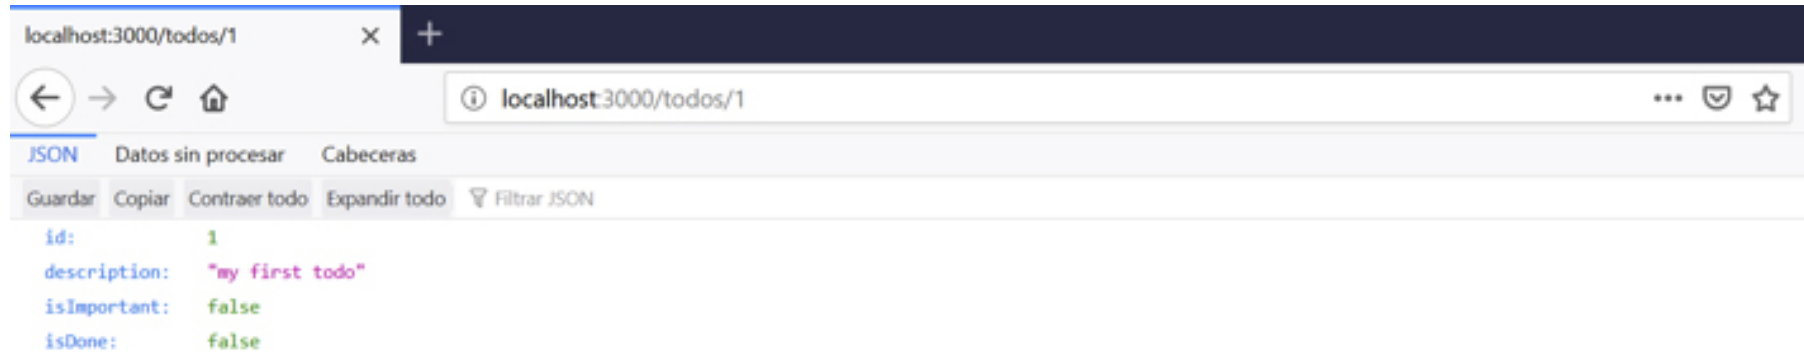 localhost:3000/todos/1
localhost:3000/todos/1
JSON Datos sin procesar Cabeceras
Guardar Copiar Contraer todo Expandir todo Filtrar JSON
id: 1
description: "my first todo"
isImportant: false
isDone: false